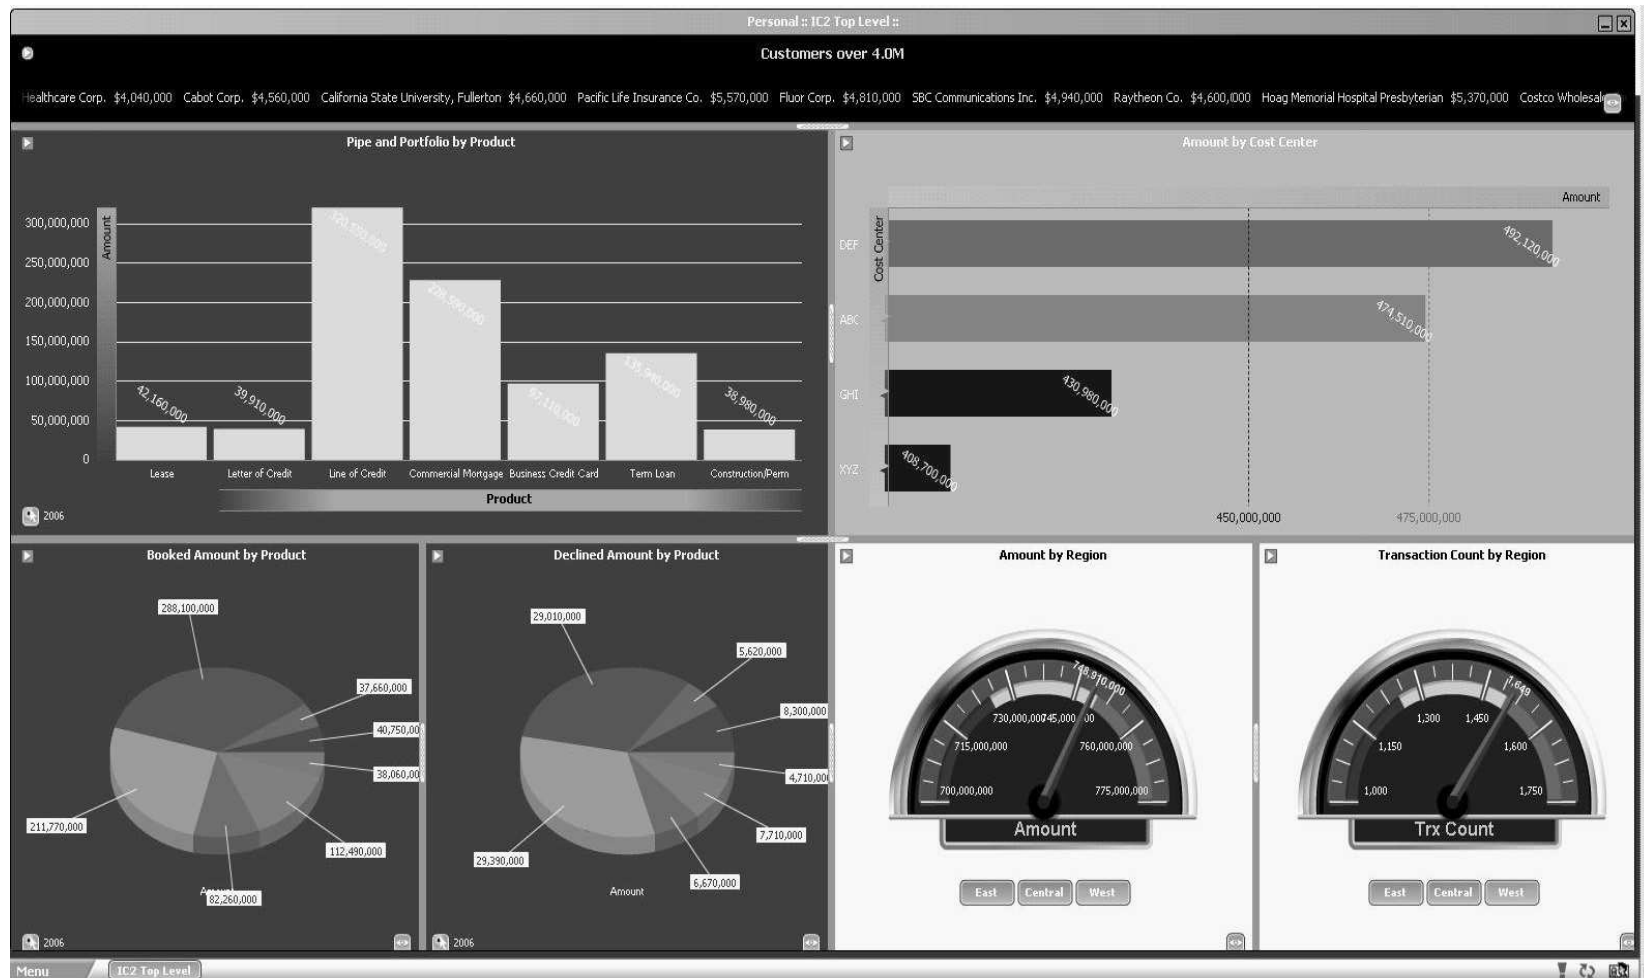 Personal :: IC2 Top Level ::
Customers over 4.0M
Healthcare Corp. $4,040,000 Cabot Corp. $4,560,000 California State University, Fullerton $4,660,000 Pacific Life Insurance Co. $5,570,000 Fluor Corp. $4,810,000 SBC Communications Inc. $4,940,000 Raytheon Co. $4,600,000 Hoag Memorial Hospital Presbyterian $5,370,000 Costco Wholesal
Pipe and Portfolio by Product
Amount
300,000,000
250,000,000
200,000,000
150,000,000
100,000,000
50,000,000
0
42,160,000
39,910,000
228,580,000
97,110,000
135,940,000
38,980,000
Lease Letter of Credit Line of Credit Commercial Mortgage Business Credit Card Term Loan Construction/Perm
Product
2006
Amount by Cost Center
Amount
Cost Center
DEF
492,120,000
ABC
474,510,000
GHI
430,980,000
XYZ
408,700,000
450,000,000 475,000,000
Booked Amount by Product
288,100,000
37,660,000
40,750,00
38,060,00
211,770,000
112,490,000
82,260,000
2006
Declined Amount by Product
29,010,000
5,620,000
8,300,000
4,710,00
7,710,000
29,390,000
6,670,000
Amount
2006
Amount by Region
748,910,000
730,000,000
745,000,000
715,000,000
760,000,000
700,000,000
775,000,000
Amount
East Central West
Transaction Count by Region
1,649
1,300
1,450
1,150
1,600
1,000
1,750
Trx Count
East Central West
Menu
IC2 Top Level